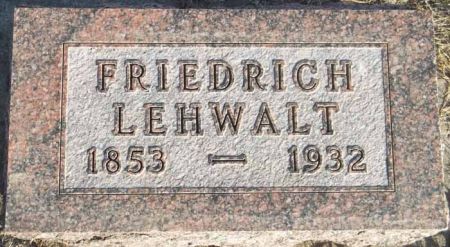 FRIEDRICH
LEHWALT
1853 — 1932